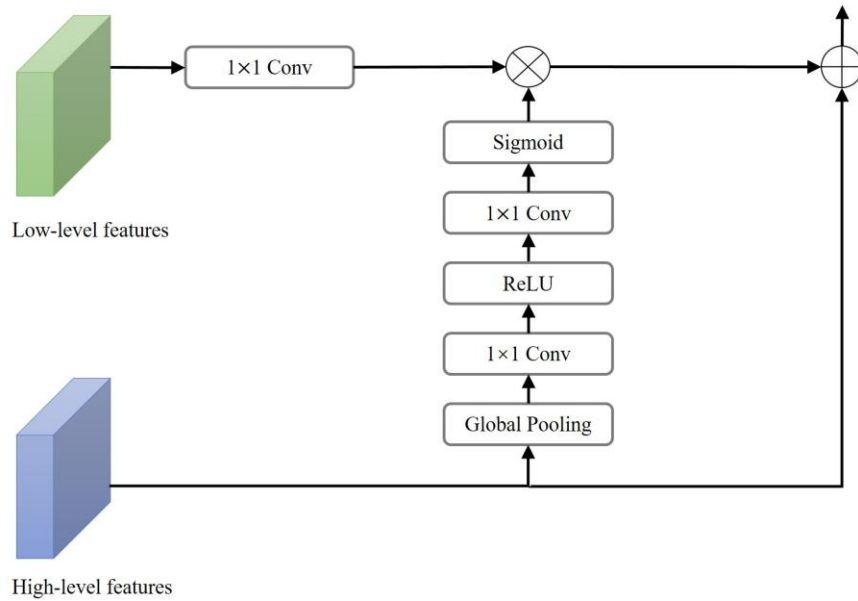 1×1 Conv
Sigmoid
Low-level features
1×1 Conv
ReLU
1×1 Conv
Global Pooling
High-level features